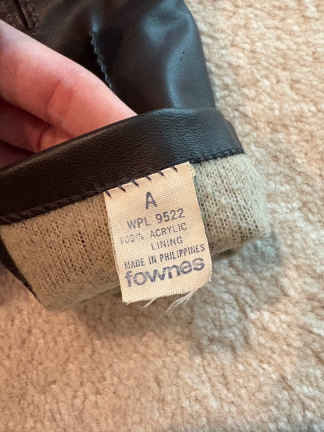 A
WPL 9522
100% ACRYLIC
LINING
MADE IN PHILIPPINES
fownes